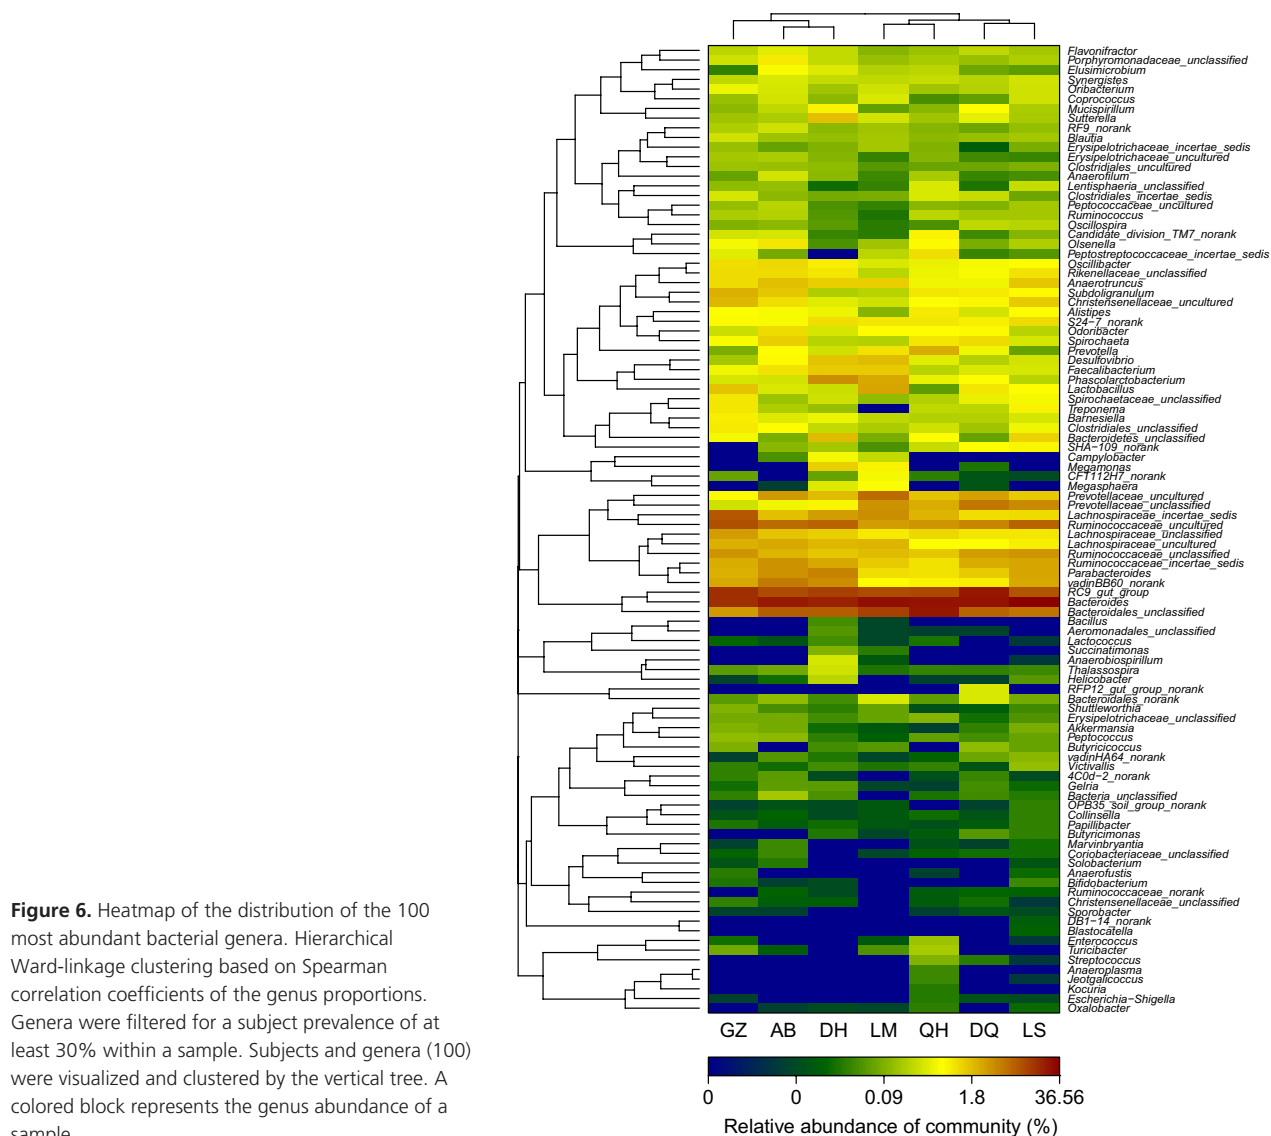 Flavonifractor
Porphyromonadaceae_unclassified
Elusimicrobium
Synergistes
Oribacterium
Coprococcus
Mucispirillum
Sutterella
RF9_norank
Blautia
Erysipelotrichaceae_incertae_sedis
Erysipelotrichaceae_uncultured
Clostridiales_uncultured
Anaerofilum
Lentisphaeria_unclassified
Clostridiales_incertae_sedis
Peptococcaceae_uncultured
Ruminococcus
Oscillospira
Candidate_division_TM7_norank
Olsenella
Peptostreptococcaceae_incertae_sedis
Oscillibacter
Rikenellaceae_unclassified
Anaerotruncus
Subdoligranulum
Christensenellaceae_uncultured
Alistipes
S24−7_norank
Odoribacter
Spirochaeta
Prevotella
Desulfovibrio
Faecalibacterium
Phascolarctobacterium
Lactobacillus
Spirochaetaceae_unclassified
Treponema
Barnesiella
Clostridiales_unclassified
Bacteroidetes_unclassified
SHA−109_norank
Campylobacter
Megamonas
CFT112H7_norank
Megasphaera
Prevotellaceae_uncultured
Prevotellaceae_unclassified
Lachnospiraceae_incertae_sedis
Ruminococcaceae_uncultured
Lachnospiraceae_unclassified
Lachnospiraceae_uncultured
Ruminococcaceae_unclassified
Ruminococcaceae_incertae_sedis
Parabacteroides
vadinBB60_norank
RC9_gut_group
Bacteroides
Bacteroidales_unclassified
Bacillus
Aeromonadales_unclassified
Lactococcus
Succinatimonas
Anaerobiospirillum
Thalassospira
Helicobacter
RFP12_gut_group_norank
Bacteroidales_norank
Shuttleworthia
Erysipelotrichaceae_unclassified
Akkermansia
Peptococcus
Butyricicoccus
vadinHA64_norank
Victivallis
4C0d−2_norank
Gelria
Bacteria_unclassified
OPB35_soil_group_norank
Collinsella
Papillibacter
Butyricimonas
Marvinbryantia
Coriobacteriaceae_unclassified
Solobacterium
Anaerofustis
Bifidobacterium
Ruminococcaceae_norank
Christensenellaceae_unclassified
Sporobacter
DB1−14_norank
Blastocatella
Enterococcus
Turicibacter
Streptococcus
Anaeroplasma
Jeotgalicoccus
Kocuria
Escherichia−Shigella
Oxalobacter
GZ AB DH LM QH DQ LS
0 0 0.09 1.8 36.56
Relative abundance of community (%)
Figure 6. Heatmap of the distribution of the 100
most abundant bacterial genera. Hierarchical
Ward-linkage clustering based on Spearman
correlation coefficients of the genus proportions.
Genera were filtered for a subject prevalence of at
least 30% within a sample. Subjects and genera (100)
were visualized and clustered by the vertical tree. A
colored block represents the genus abundance of a
sample